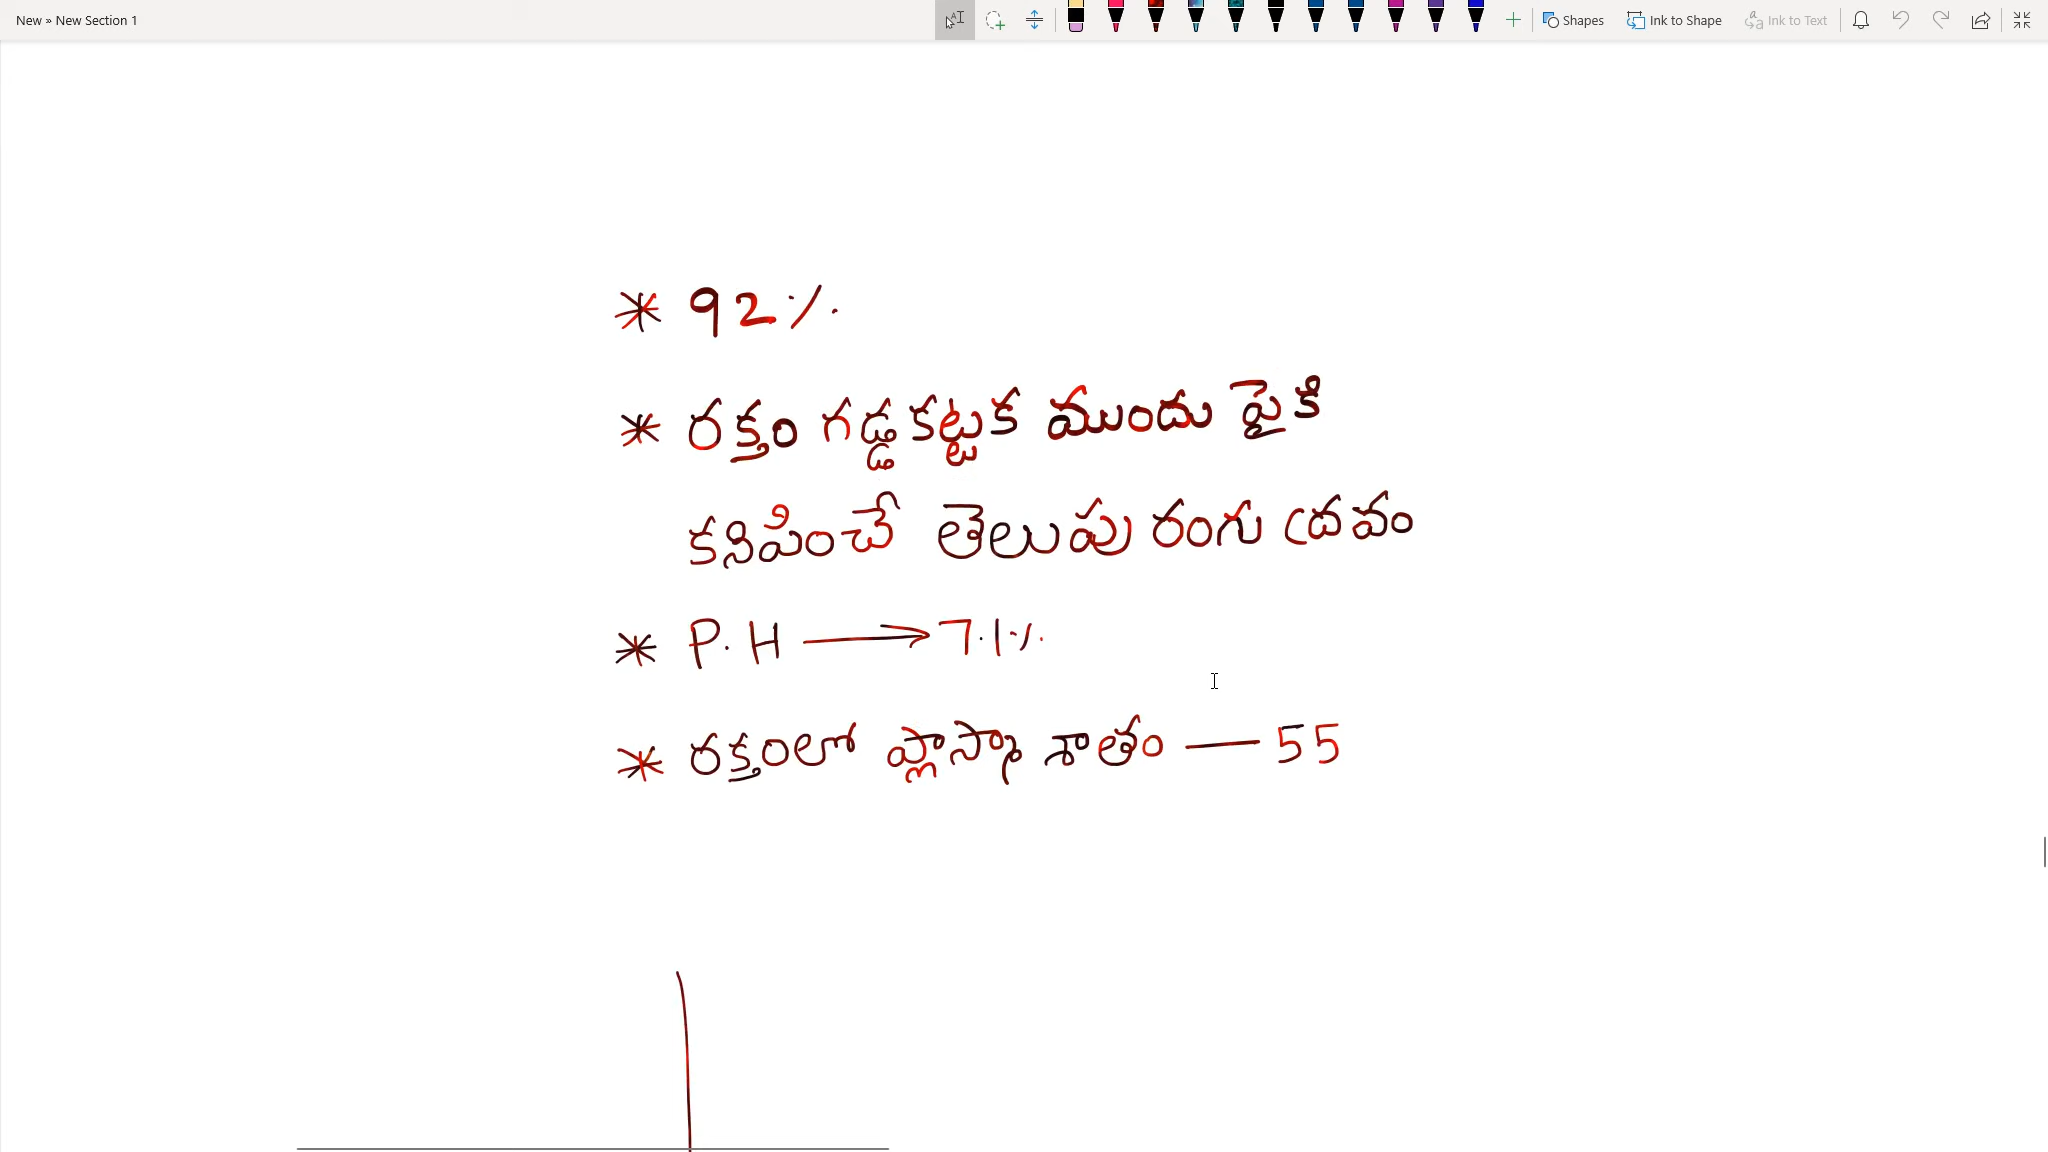 New » New Section 1
Shapes Ink to Shape Ink to Text
* 92%
* రక్తం గడ్డకట్టక ముందు పైకి
కనిపించే తెలుపు రంగు ద్రవం
* P.H → 7.1%
* రక్తంలో ప్లాస్మా శాతం — 55